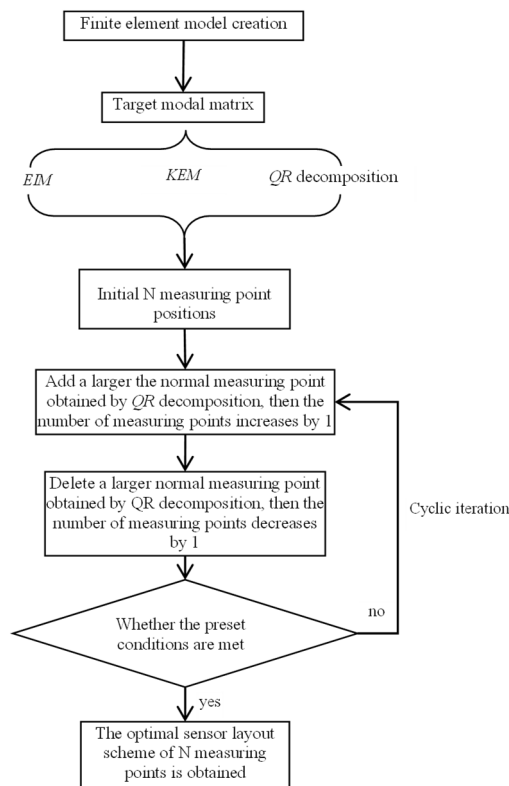 Finite element model creation
Target modal matrix
EIM
KEM
QR decomposition
Initial N measuring point
positions
Add a larger the normal measuring point
obtained by QR decomposition, then the
number of measuring points increases by 1
Delete a larger normal measuring point
obtained by QR decomposition, then the
number of measuring points decreases
by 1
Cyclic iteration
Whether the preset
conditions are met
no
yes
The optimal sensor layout
scheme of N measuring
points is obtained